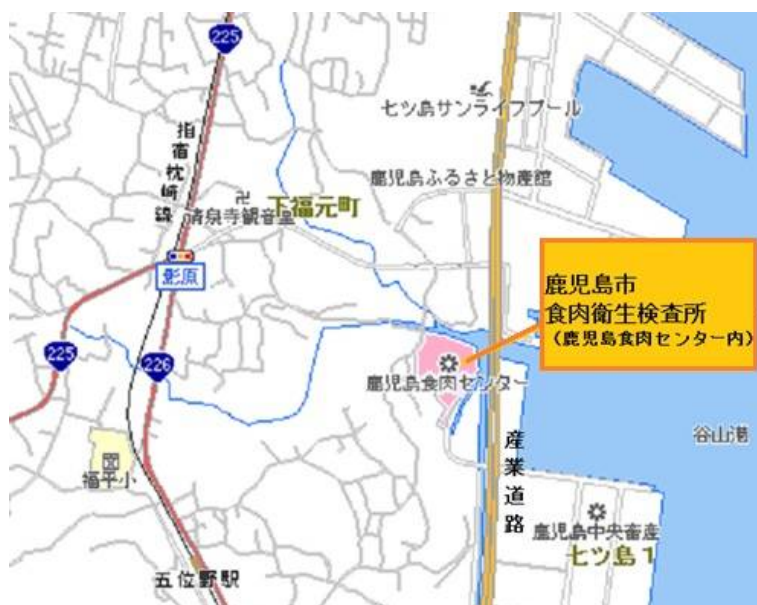 225
七ツ島サンライフプール
指宿枕崎線
鹿児島ふるさと物産館
下福元町
清泉寺観音堂
影原
鹿児島市
食肉衛生検査所
(鹿児島食肉センター内)
225
226
鹿児島食肉センター
谷山港
産業道路
福平小
鹿児島中央畜産
七ツ島1
五位野駅